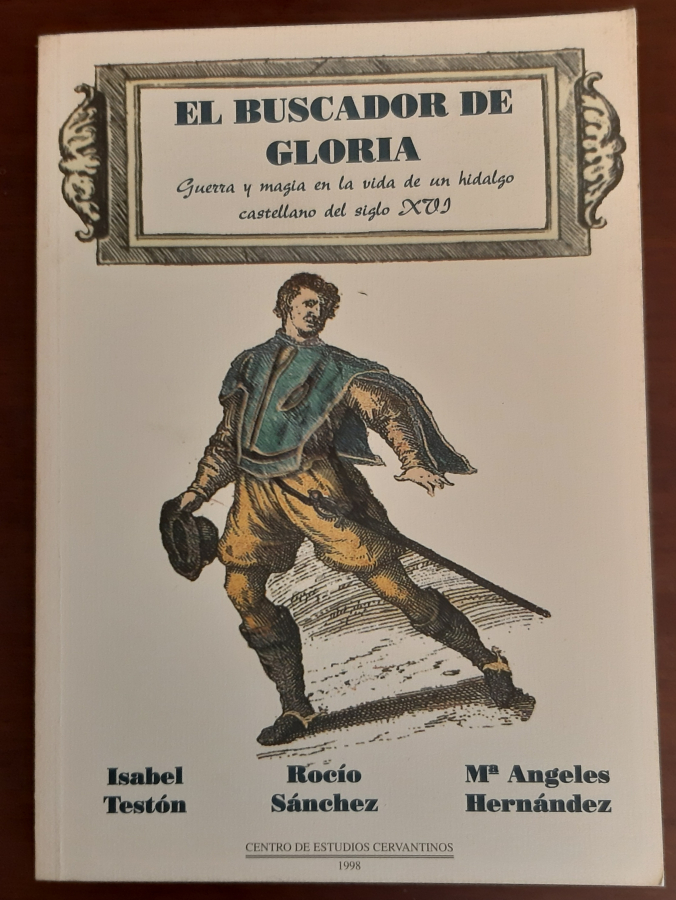 EL BUSCADOR DE
GLORIA
Guerra y magia en la vida de un hidalgo
castellano del siglo XVI
Isabel
Testón
Rocío
Sánchez
Mª Angeles
Hernández
CENTRO DE ESTUDIOS CERVANTINOS
1998